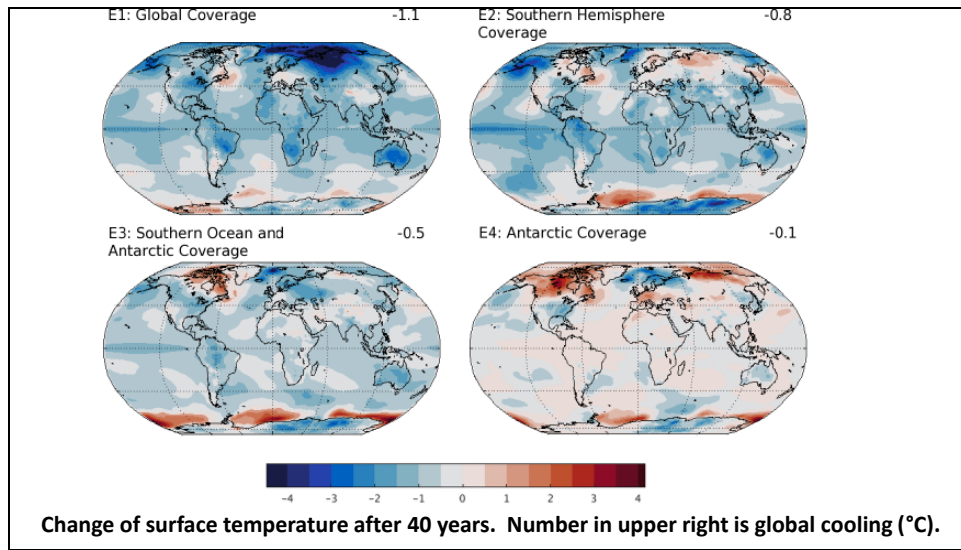 E1: Global Coverage -1.1
E2: Southern Hemisphere -0.8
Coverage
E3: Southern Ocean and -0.5
Antarctic Coverage
E4: Antarctic Coverage -0.1
-4 -3 -2 -1 0 1 2 3 4
Change of surface temperature after 40 years. Number in upper right is global cooling (°C).